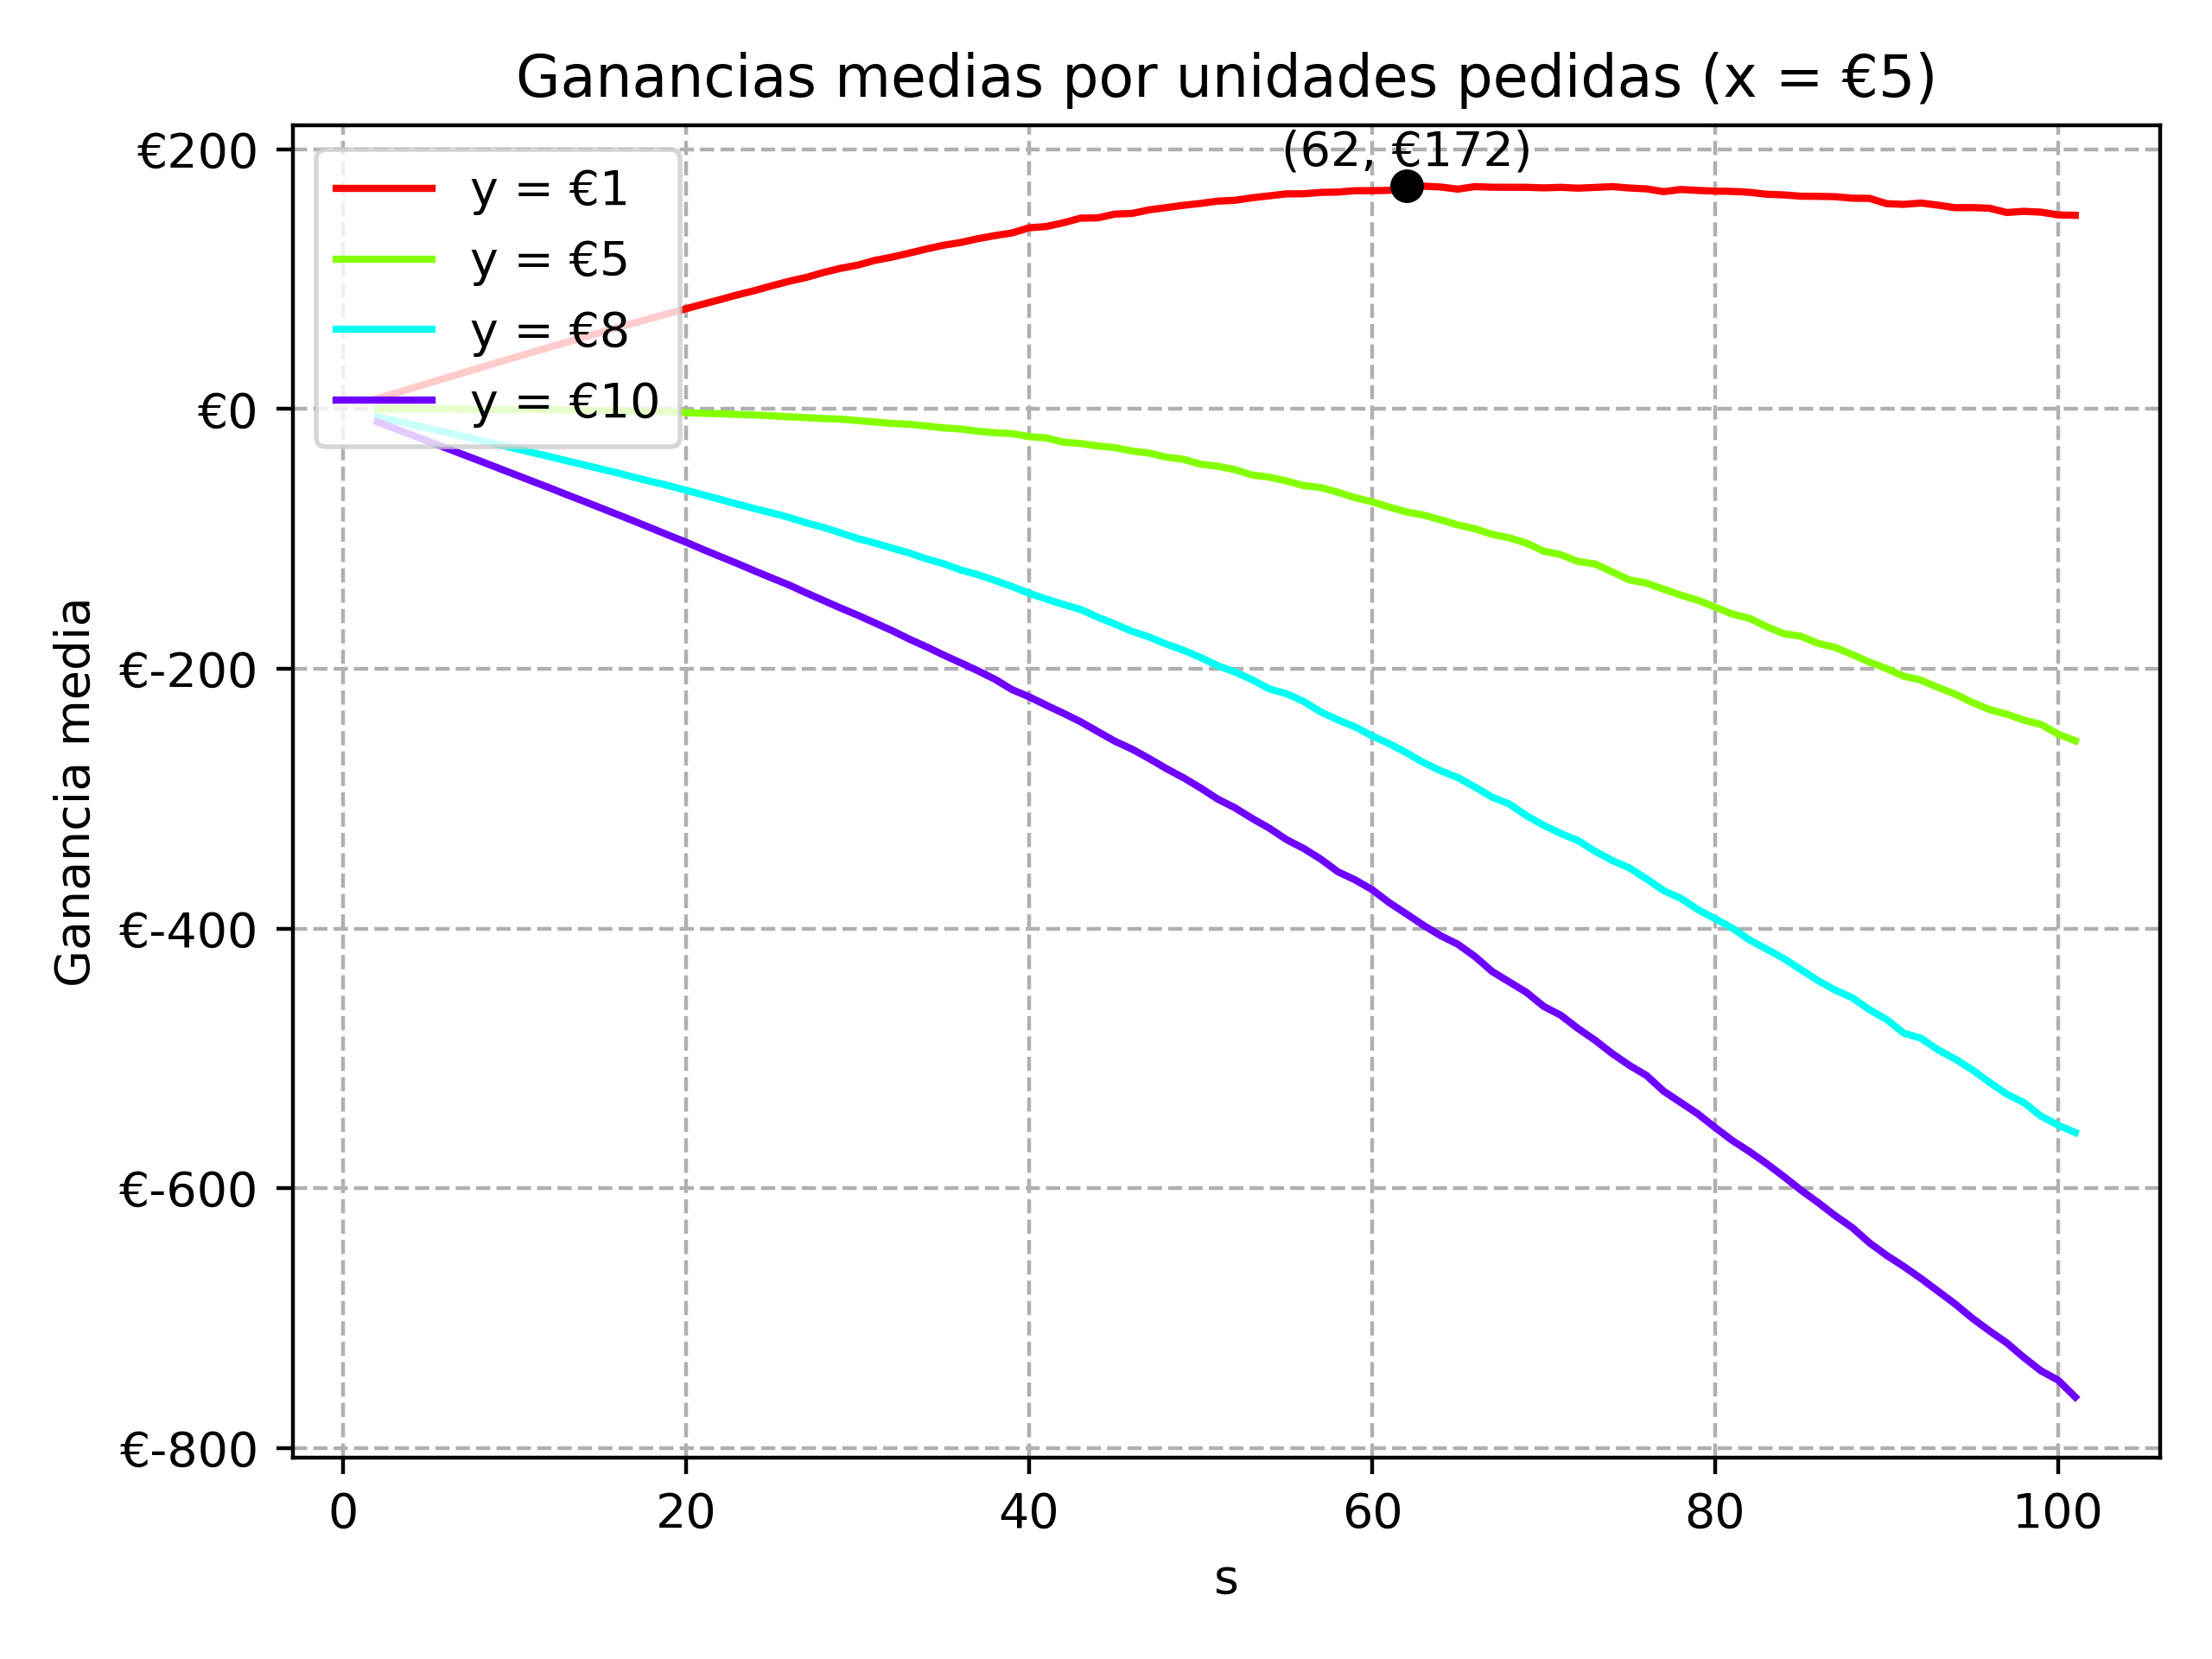 Ganancias medias por unidades pedidas (x = €5)
(62, €172)
y = €1
y = €5
y = €8
y = €10
Ganancia media
€200
€0
€-200
€-400
€-600
€-800
0 20 40 60 80 100
s